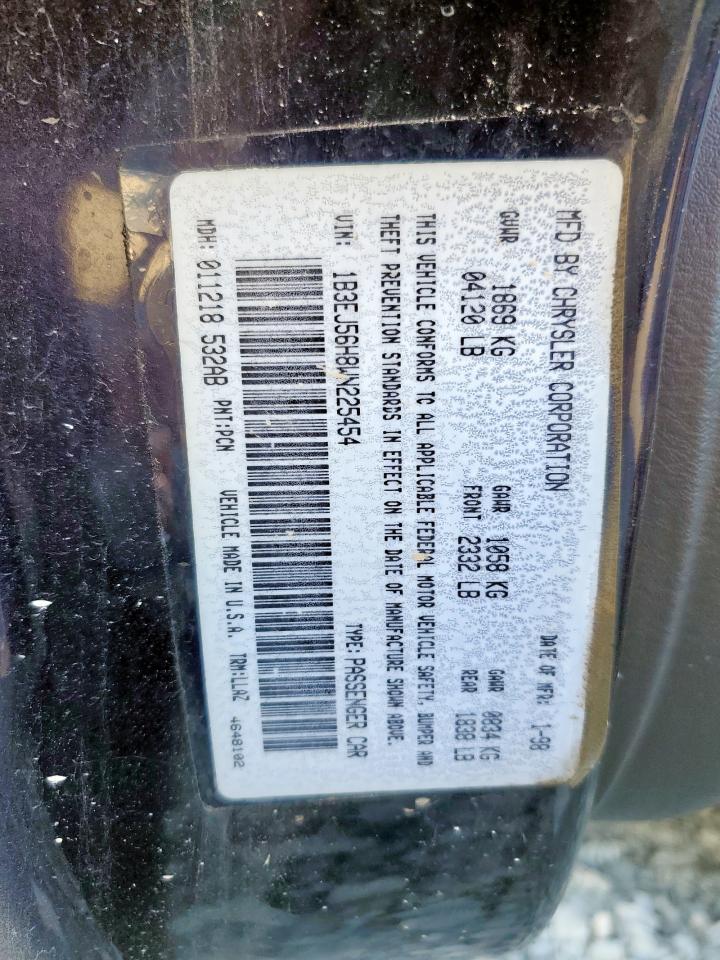 MFD BY CHRYSLER CORPORATION DATE OF MFR: 1-98
GVWR 1869 KG GAWR 1058 KG GAWR 0834 KG
04120 LB FRONT 2332 LB REAR 1838 LB
THIS VEHICLE CONFORMS TO ALL APPLICABLE FEDERAL MOTOR VEHICLE SAFETY, BUMPER AND
THEFT PREVENTION STANDARDS IN EFFECT ON THE DATE OF MANUFACTURE SHOWN ABOVE.
VIN: 1B3EJ56H8WN225454 TYPE: PASSENGER CAR
MDH: 011218 532AB PNT:PCN VEHICLE MADE IN U.S.A. TRM:LLAZ 4648102